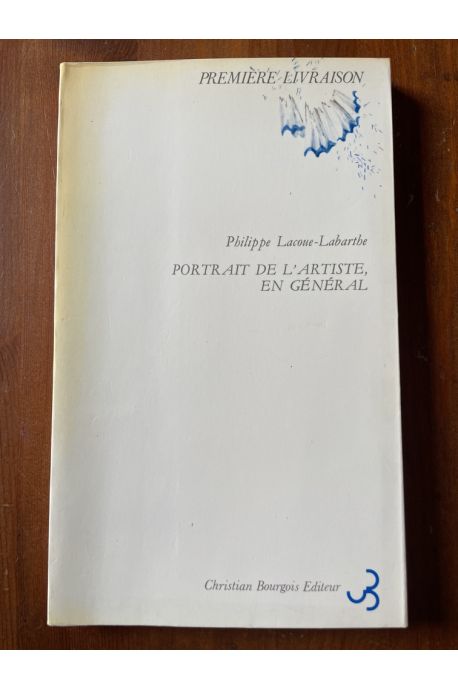 PREMIÈRE LIVRAISON
Philippe Lacoue-Labarthe
PORTRAIT DE L'ARTISTE,
EN GÉNÉRAL
Christian Bourgois Editeur